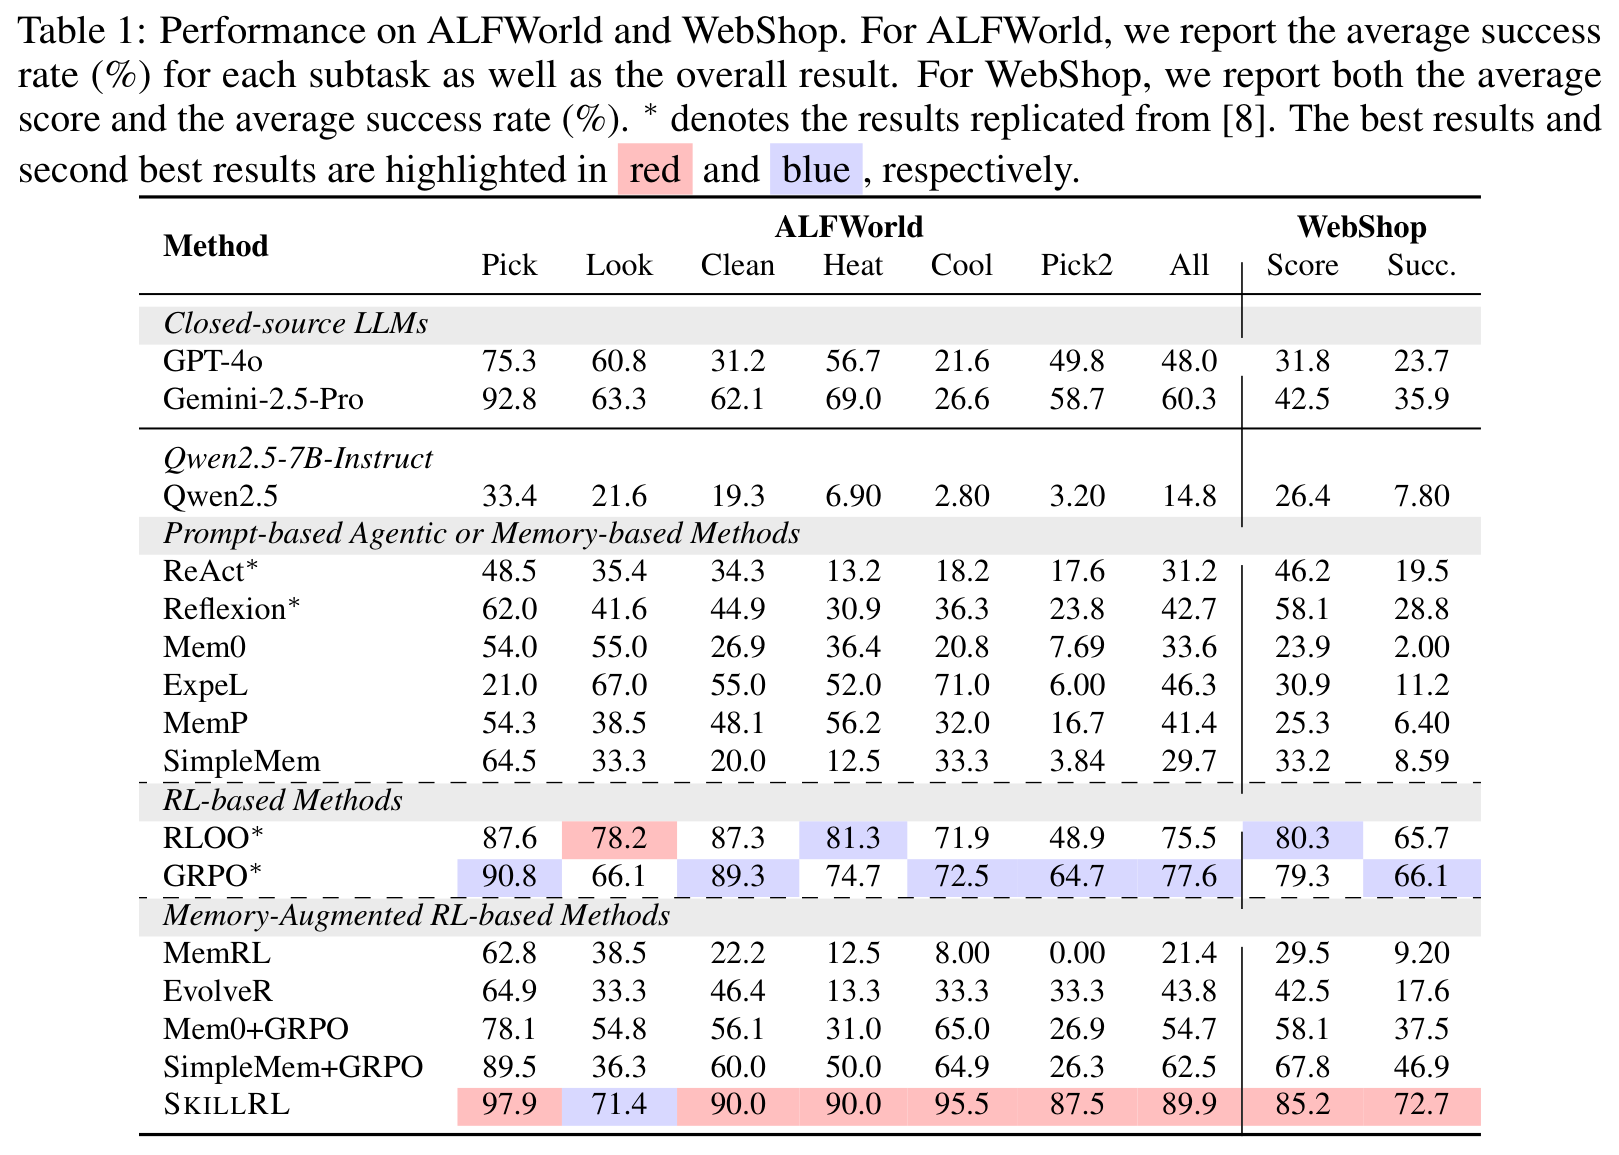 Table 1: Performance on ALFWorld and WebShop. For ALFWorld, we report the average success
rate (%) for each subtask as well as the overall result. For WebShop, we report both the average
score and the average success rate (%). * denotes the results replicated from [8]. The best results and
second best results are highlighted in red and blue , respectively.
Method ALFWorld WebShop
Pick Look Clean Heat Cool Pick2 All Score Succ.
Closed-source LLMs
GPT-4o 75.3 60.8 31.2 56.7 21.6 49.8 48.0 31.8 23.7
Gemini-2.5-Pro 92.8 63.3 62.1 69.0 26.6 58.7 60.3 42.5 35.9
Qwen2.5-7B-Instruct
Qwen2.5 33.4 21.6 19.3 6.90 2.80 3.20 14.8 26.4 7.80
Prompt-based Agentic or Memory-based Methods
ReAct* 48.5 35.4 34.3 13.2 18.2 17.6 31.2 46.2 19.5
Reflexion* 62.0 41.6 44.9 30.9 36.3 23.8 42.7 58.1 28.8
Mem0 54.0 55.0 26.9 36.4 20.8 7.69 33.6 23.9 2.00
ExpeL 21.0 67.0 55.0 52.0 71.0 6.00 46.3 30.9 11.2
MemP 54.3 38.5 48.1 56.2 32.0 16.7 41.4 25.3 6.40
SimpleMem 64.5 33.3 20.0 12.5 33.3 3.84 29.7 33.2 8.59
RL-based Methods
RLOO* 87.6 78.2 87.3 81.3 71.9 48.9 75.5 80.3 65.7
GRPO* 90.8 66.1 89.3 74.7 72.5 64.7 77.6 79.3 66.1
Memory-Augmented RL-based Methods
MemRL 62.8 38.5 22.2 12.5 8.00 0.00 21.4 29.5 9.20
EvolveR 64.9 33.3 46.4 13.3 33.3 33.3 43.8 42.5 17.6
Mem0+GRPO 78.1 54.8 56.1 31.0 65.0 26.9 54.7 58.1 37.5
SimpleMem+GRPO 89.5 36.3 60.0 50.0 64.9 26.3 62.5 67.8 46.9
SKILLRL 97.9 71.4 90.0 90.0 95.5 87.5 89.9 85.2 72.7